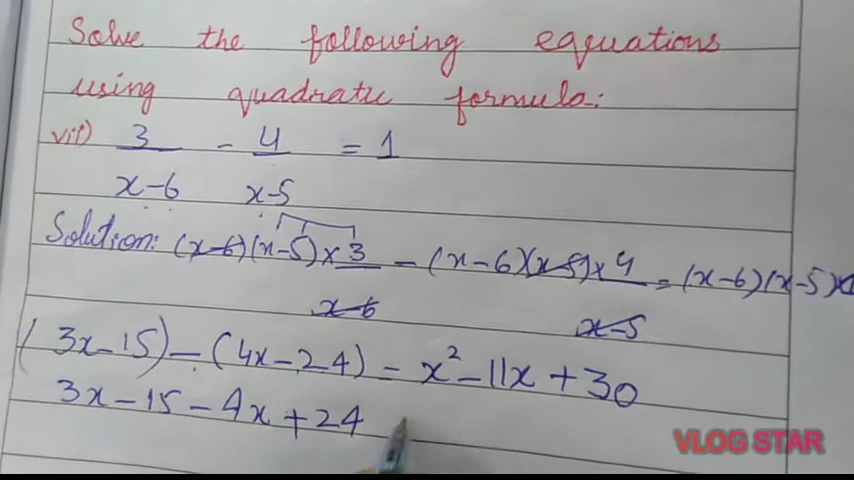 Solve the following equations
using quadratic formula:
vii) 3/x-6 - 4/x-5 = 1
Solution: (x-6)(x-5)×3/x-6 - (x-6)(x-5)×4/x-5 = (x-6)(x-5)×1
(3x-15)-(4x-24) = x²-11x+30
3x-15-4x+24
VLOG STAR